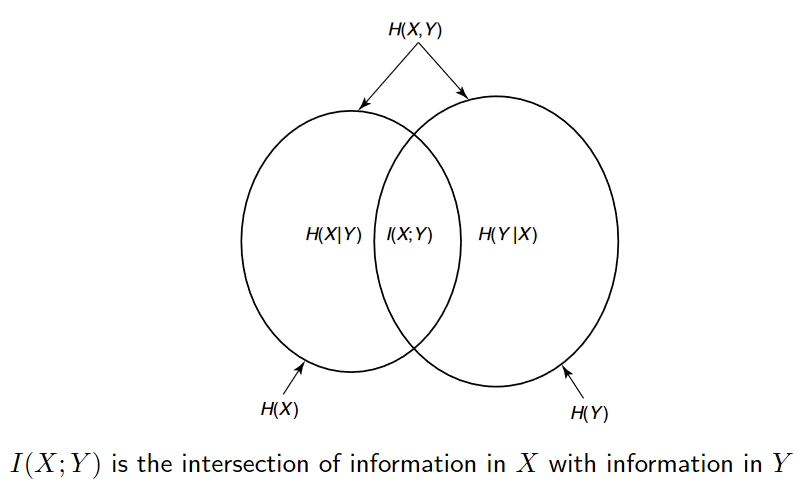 H(X,Y)
H(X|Y) I(X;Y) H(Y|X)
H(X)
H(Y)
I(X;Y) is the intersection of information in X with information in Y